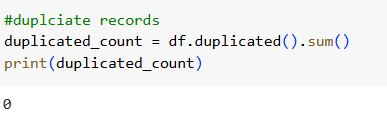 #duplciate records
duplicated_count = df.duplicated().sum()
print(duplicated_count)
0